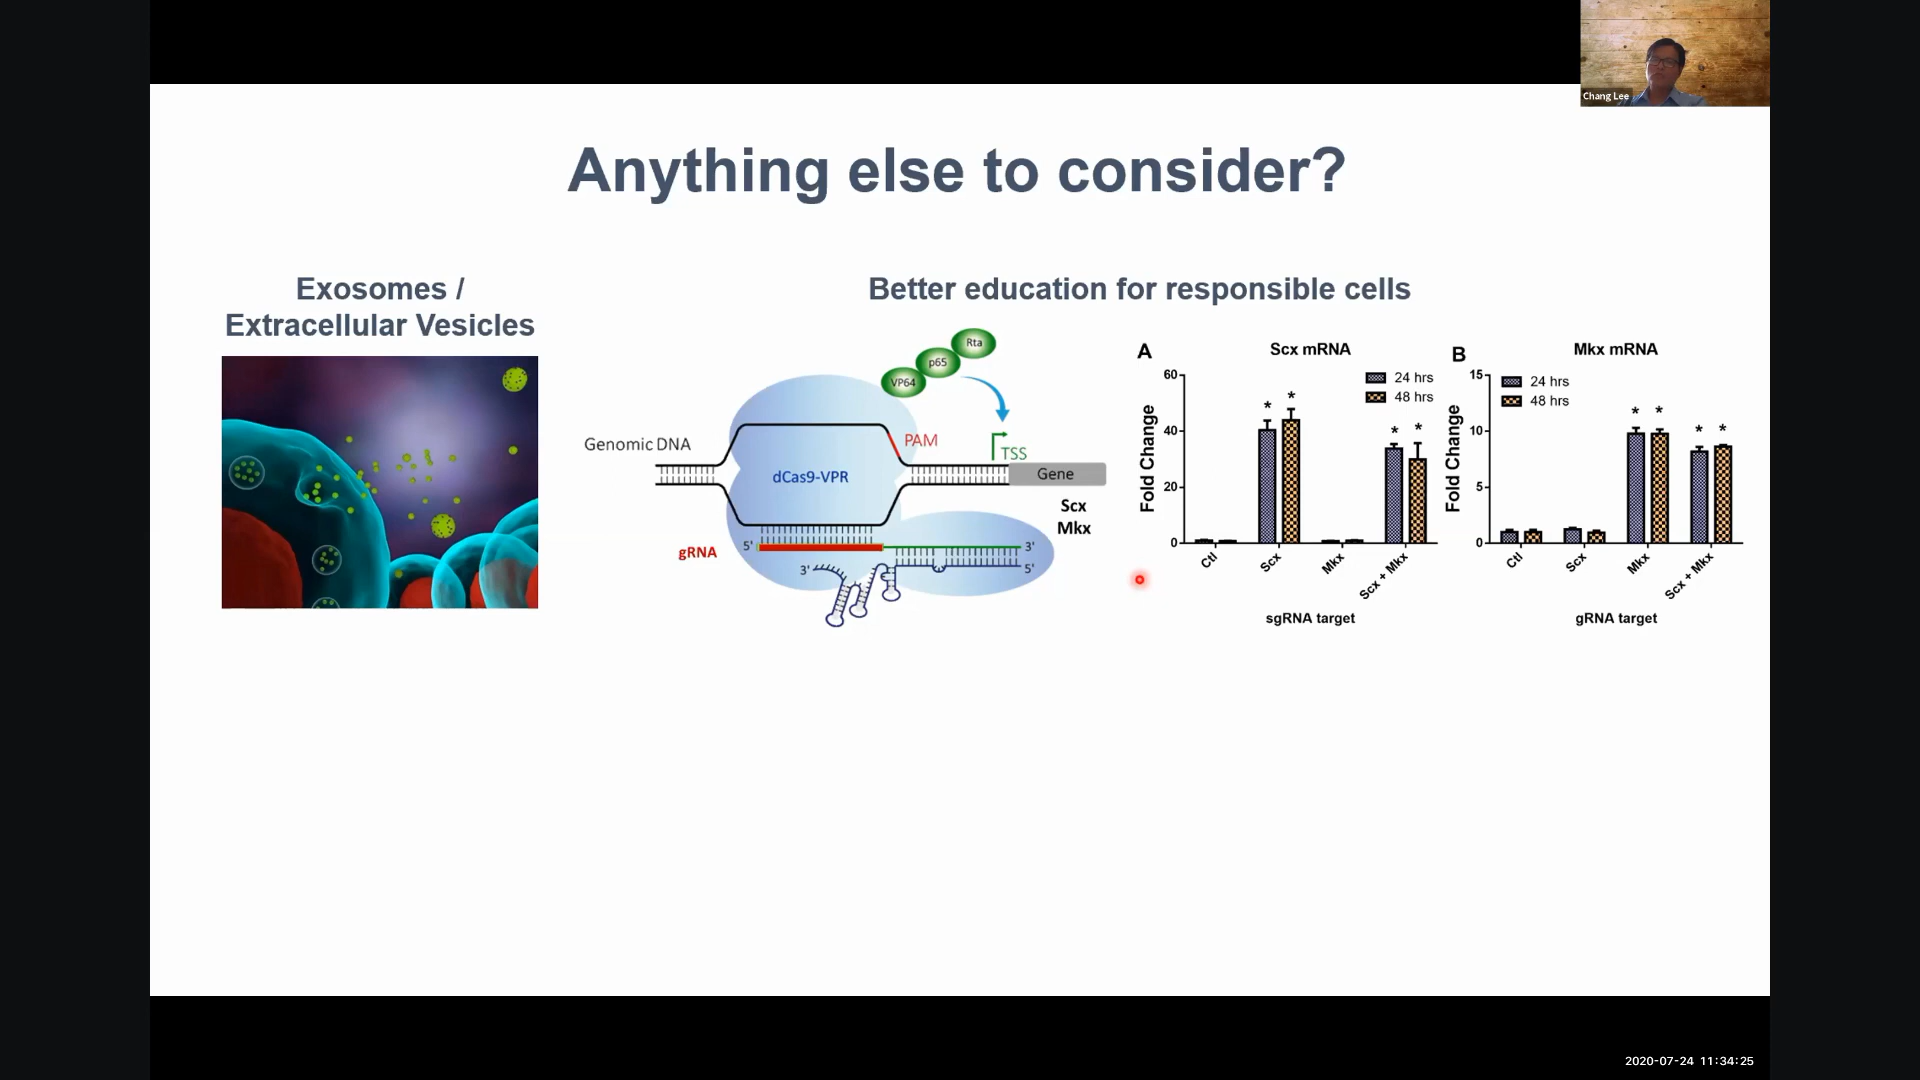 Chang Lee
Anything else to consider?
Exosomes /
Extracellular Vesicles
Better education for responsible cells
Rta
p65
VP64
Genomic DNA
PAM
TSS
dCas9-VPR
Gene
Scx
Mkx
gRNA
5'
3'
3'
5'
A
Scx mRNA
24 hrs
48 hrs
Fold Change
60
40
20
0
Ctl
Scx
Mkx
Scx + Mkx
sgRNA target
B
Mkx mRNA
24 hrs
48 hrs
Fold Change
15
10
5
0
Ctl
Scx
Mkx
Scx + Mkx
gRNA target
* * * *
* * * *
2020-07-24 11:34:25